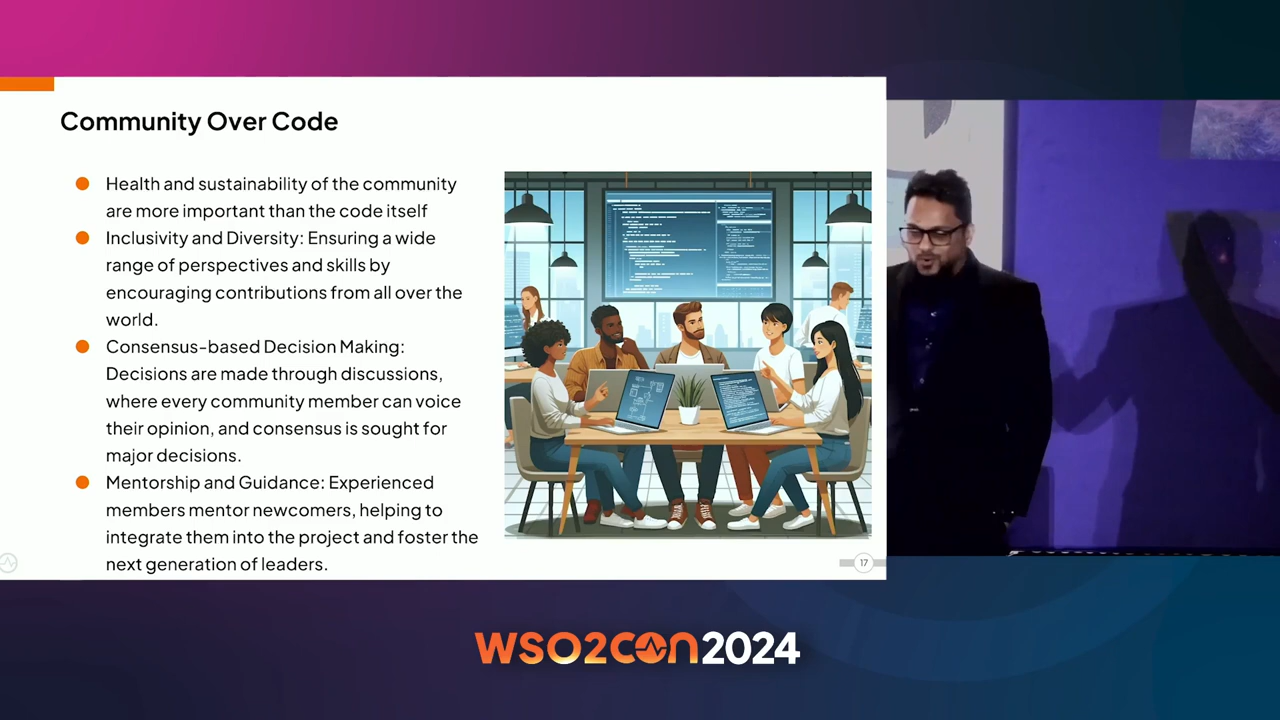 Community Over Code
Health and sustainability of the community
are more important than the code itself
Inclusivity and Diversity: Ensuring a wide
range of perspectives and skills by
encouraging contributions from all over the
world.
Consensus-based Decision Making:
Decisions are made through discussions,
where every community member can voice
their opinion, and consensus is sought for
major decisions.
Mentorship and Guidance: Experienced
members mentor newcomers, helping to
integrate them into the project and foster the
next generation of leaders.
17
WSO2CON2024